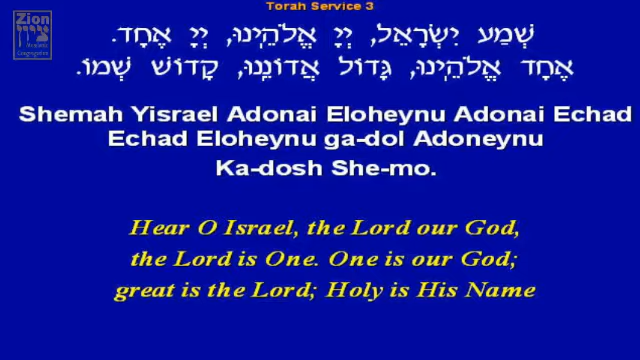 Torah Service 3
Zion
שְׁמַע יִשְׂרָאֵל, יְיָ אֱלֹהֵֽינוּ, יְיָ אֶחָד.
אֶחָד אֱלֹהֵֽינוּ, גָּדוֹל אֲדוֹנֵֽנוּ, קָדוֹשׁ שְׁמוֹ.
Shemah Yisrael Adonai Eloheynu Adonai Echad
Echad Eloheynu ga-dol Adoneynu
Ka-dosh She-mo.
Hear O Israel, the Lord our God,
the Lord is One. One is our God;
great is the Lord; Holy is His Name